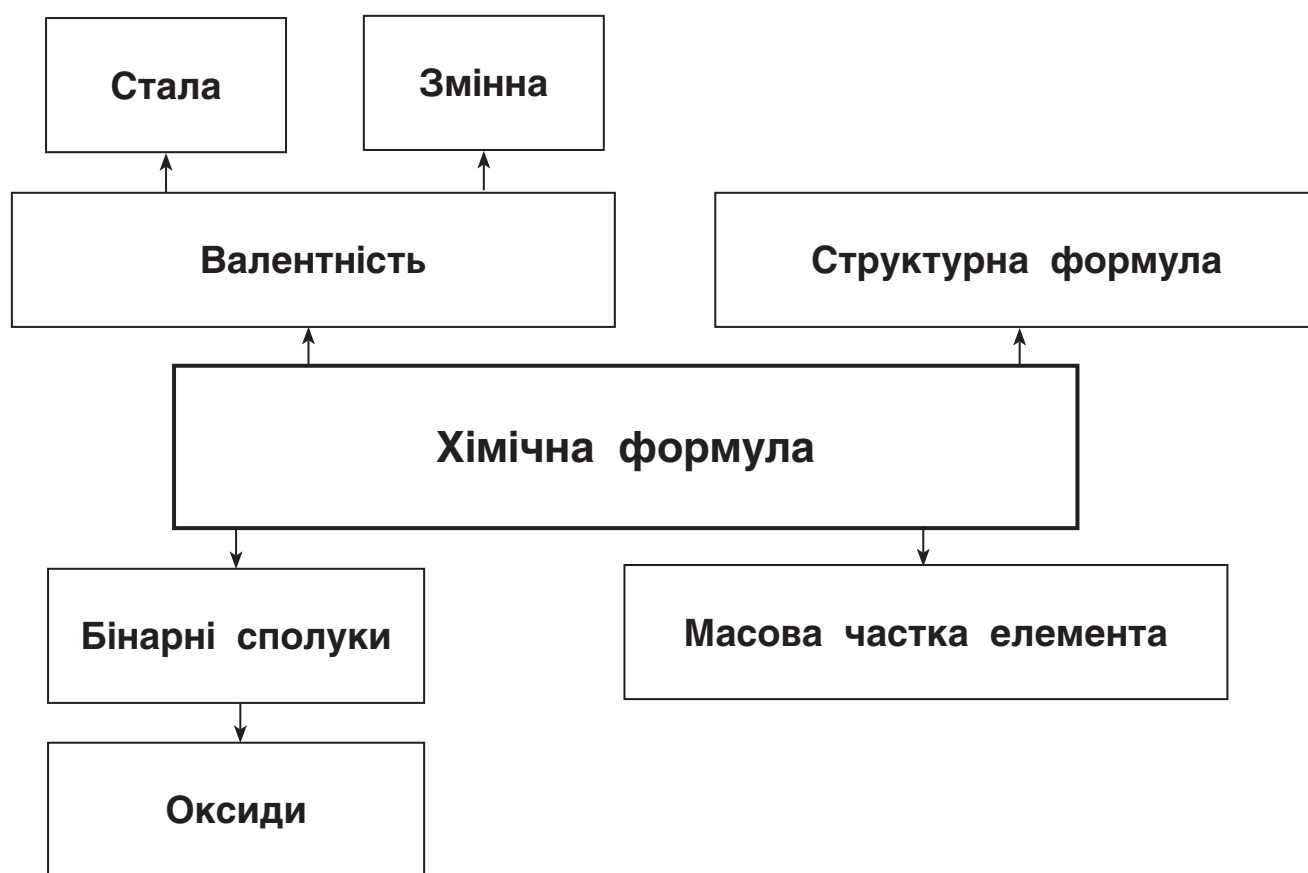 Стала
Змінна
Валентність
Структурна формула
Хімічна формула
Бінарні сполуки
Масова частка елемента
Оксиди